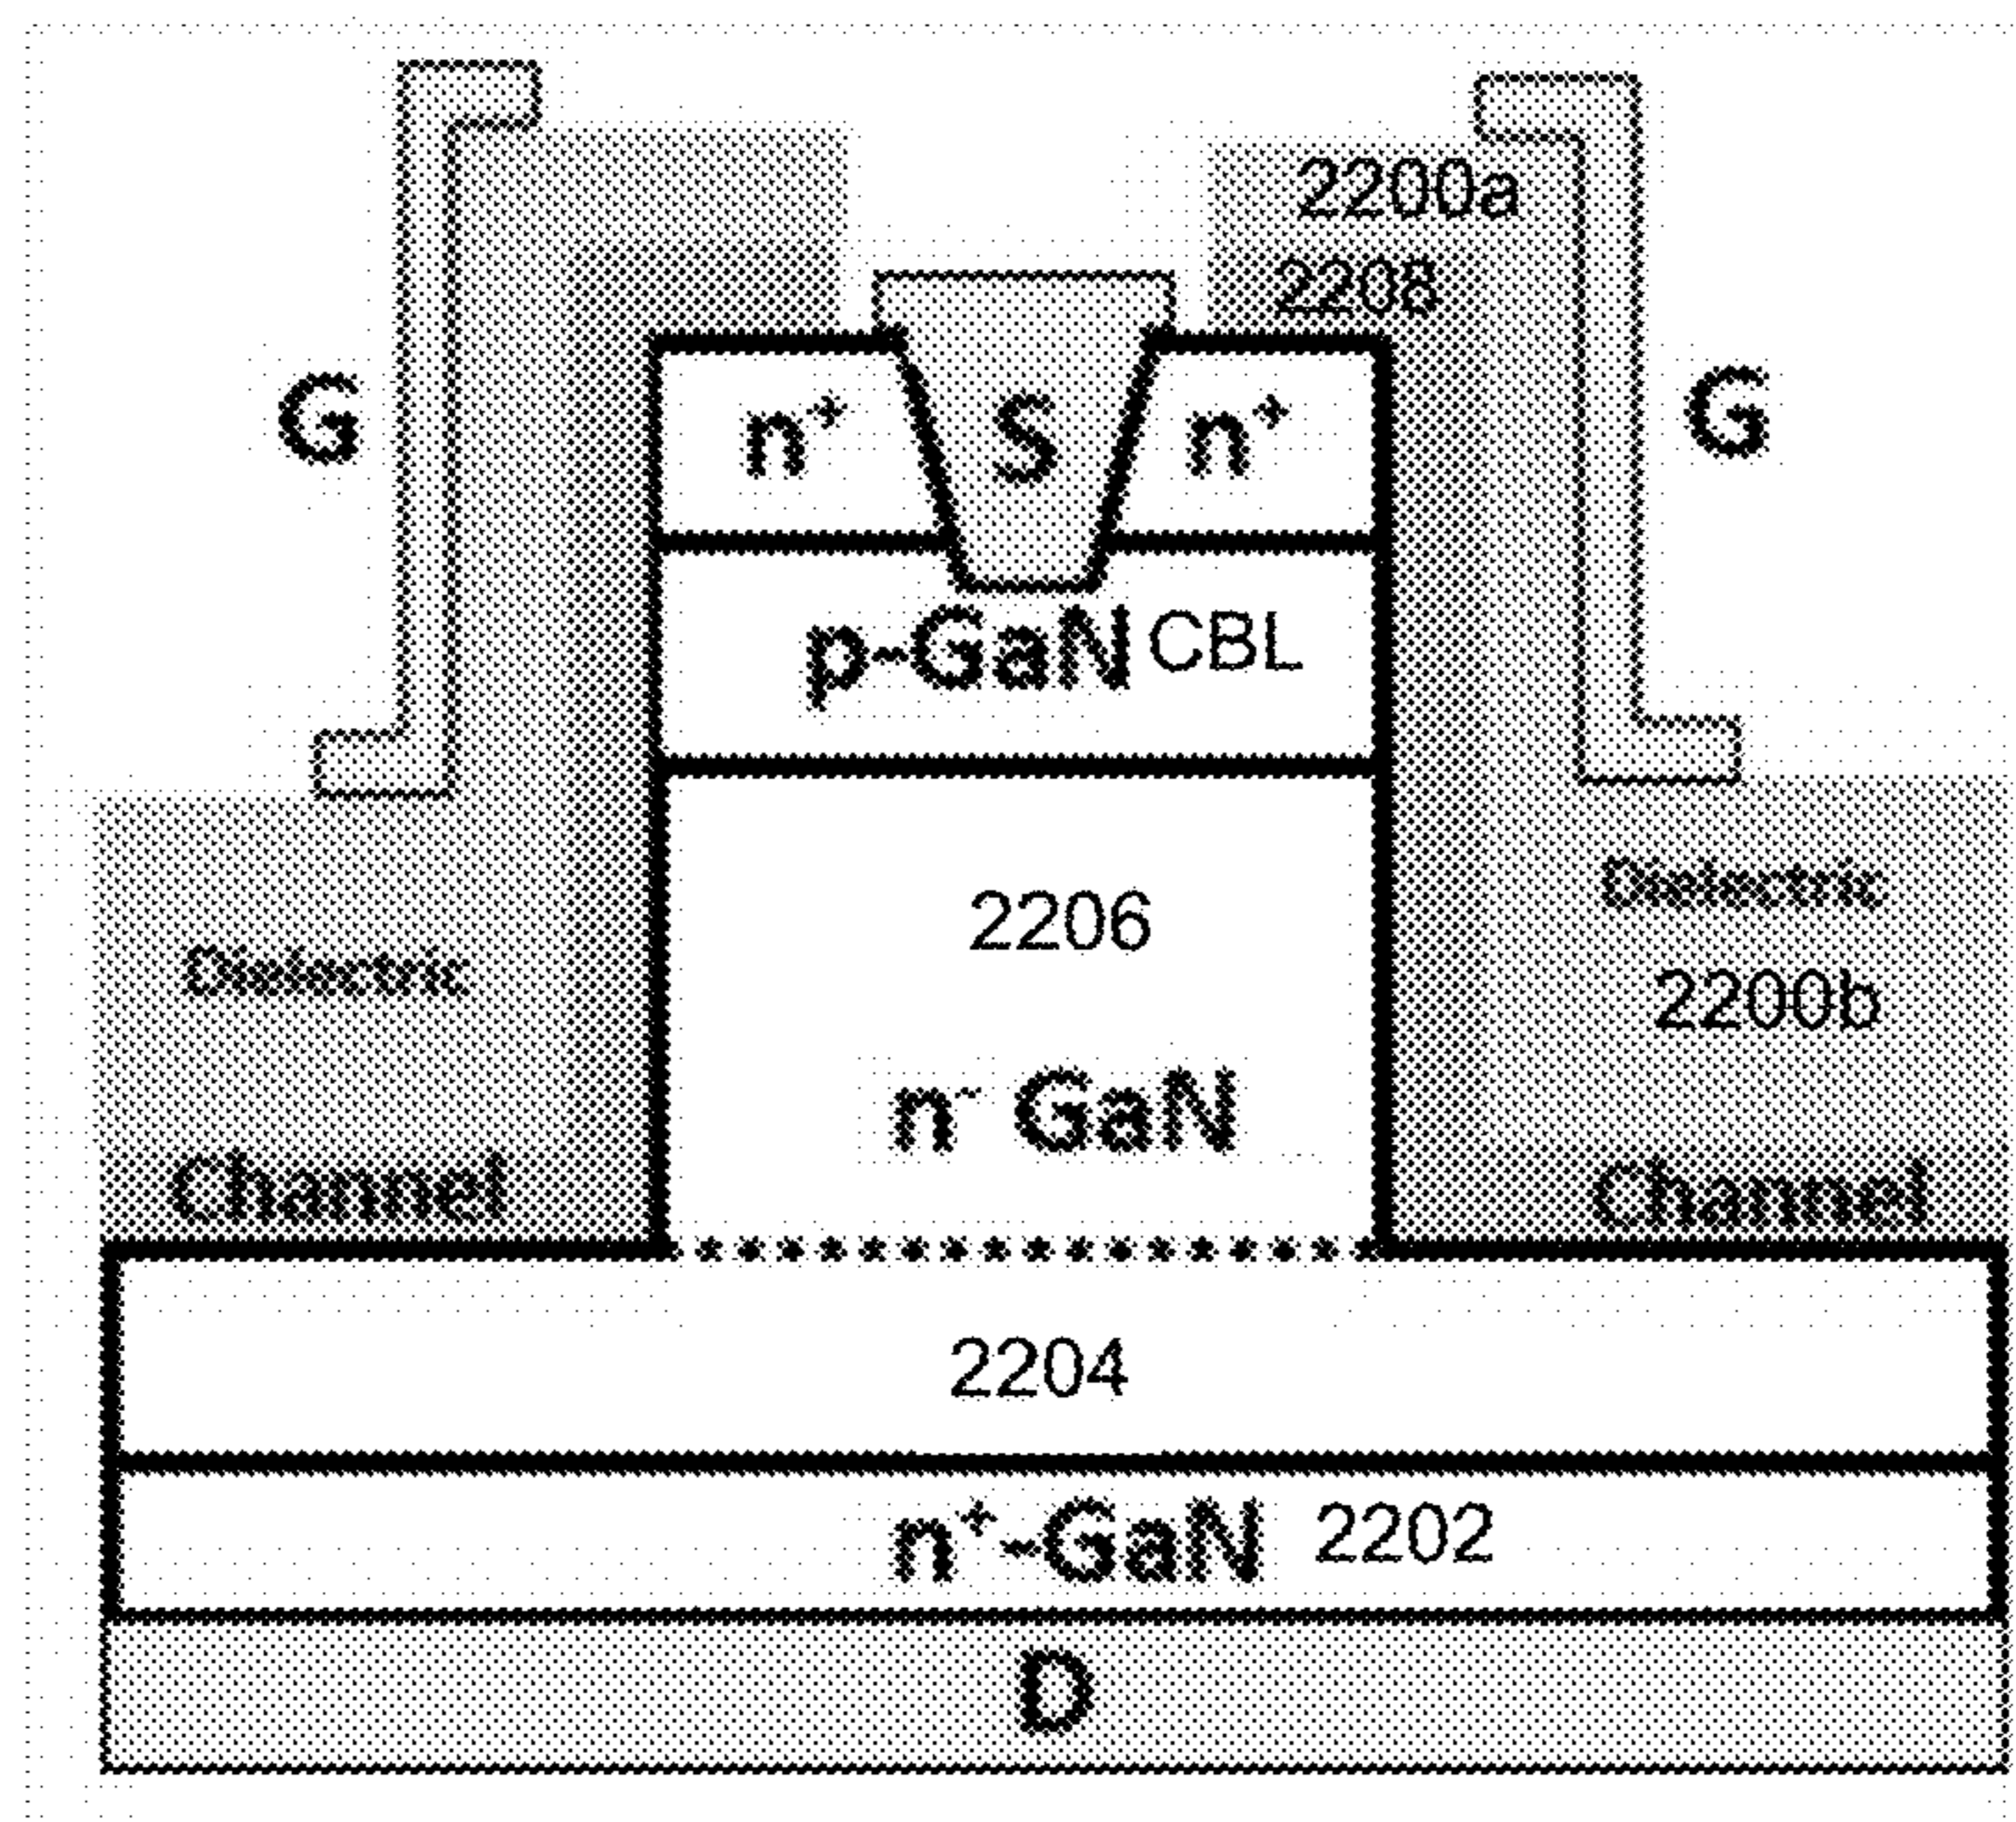 2200a
2208
G
n⁺
S
n⁺
G
p-GaN CBL
2206
Dielectric
Dielectric
2200b
n⁻ GaN
Channel
Channel
2204
n⁺-GaN 2202
D